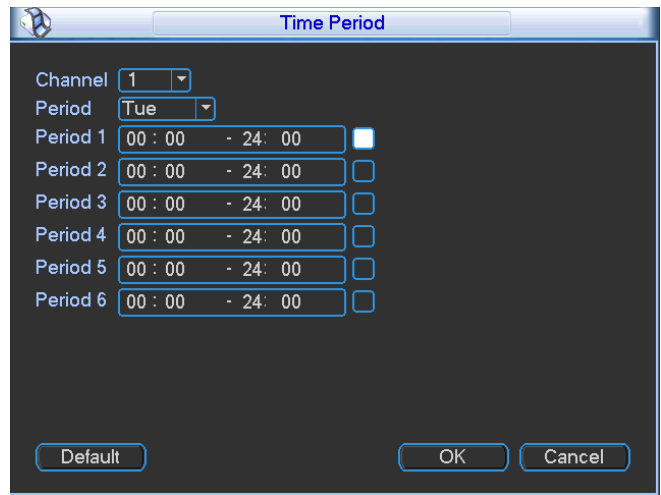 Time Period
Channel 1
Period Tue
Period 1 00 : 00 - 24: 00
Period 2 00 : 00 - 24: 00
Period 3 00 : 00 - 24: 00
Period 4 00 : 00 - 24: 00
Period 5 00 : 00 - 24: 00
Period 6 00 : 00 - 24: 00
Default OK Cancel